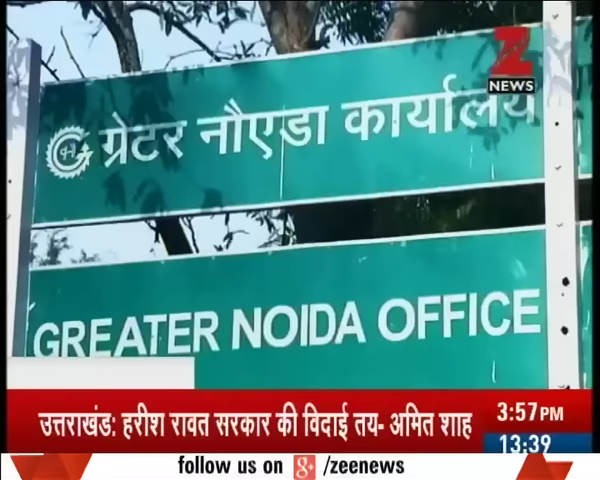 Z
NEWS
ग्रेटर नौएडा कार्यालय
GREATER NOIDA OFFICE
उत्तराखंड: हरीश रावत सरकार की विदाई तय- अमित शाह
3:57PM
13:39
follow us on g+ /zeenews